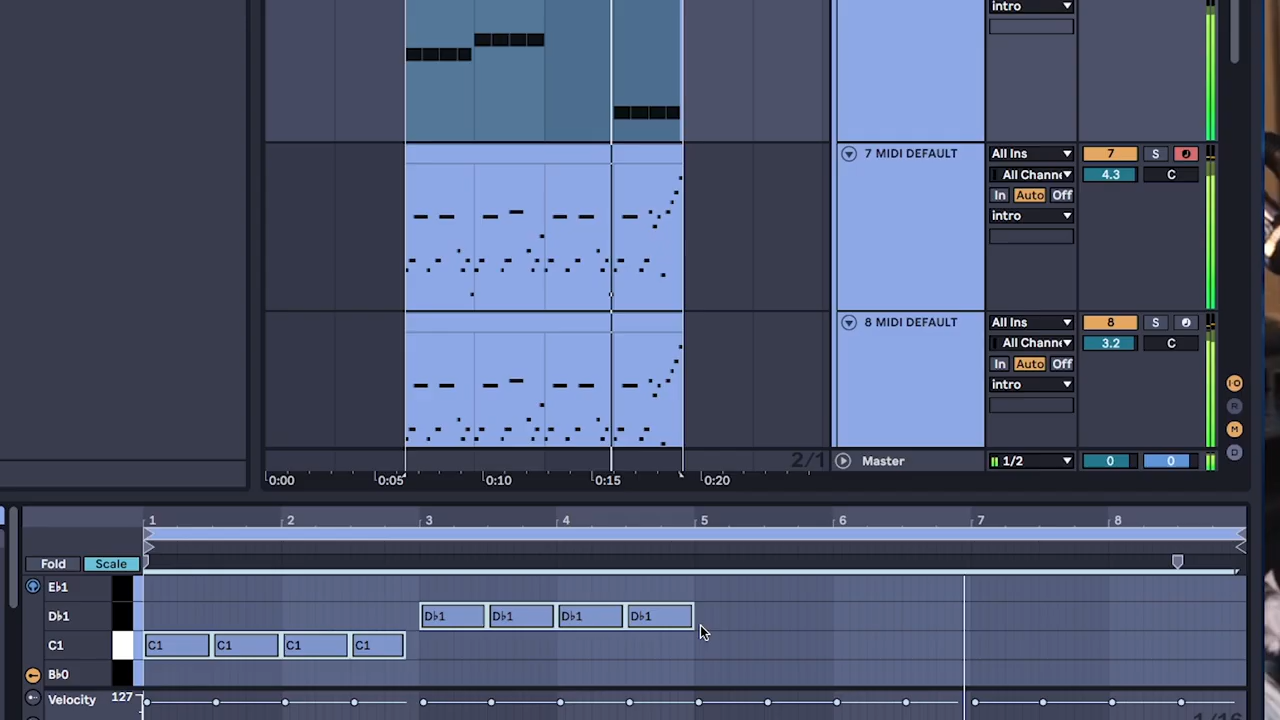 intro
7 MIDI DEFAULT
All Ins
7
S
All Channe
4.3
C
In Auto Off
intro
8 MIDI DEFAULT
All Ins
8
S
All Channe
3.2
C
In Auto Off
intro
I·O
R
M
D
2/1
Master
1/2
0
0
0:00 0:05 0:10 0:15 0:20
1 2 3 4 5 6 7 8
Fold Scale
E♭1
D♭1 D♭1 D♭1 D♭1 D♭1
C1 C1 C1 C1 C1
B♭0
Velocity 127
1/16